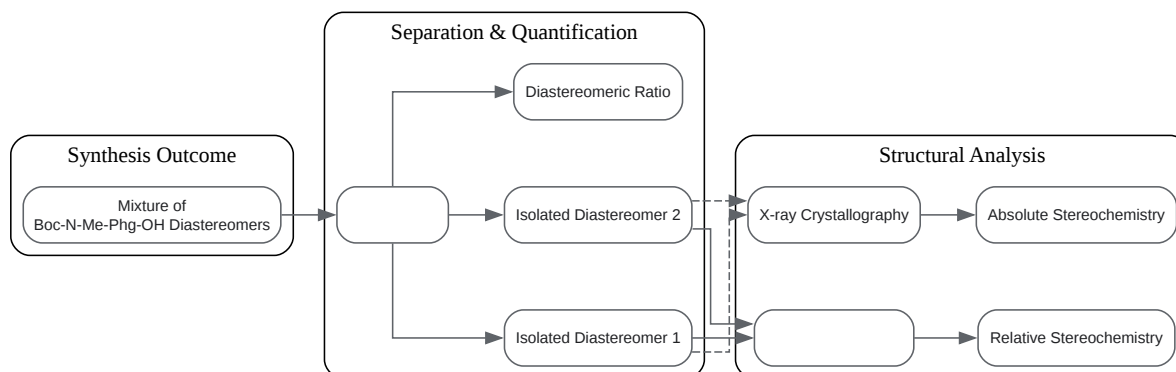 Separation & Quantification
Diastereomeric Ratio
Synthesis Outcome
Mixture of
Boc-N-Me-Phg-OH Diastereomers
Isolated Diastereomer 2
Isolated Diastereomer 1
Structural Analysis
X-ray Crystallography
Absolute Stereochemistry
Relative Stereochemistry